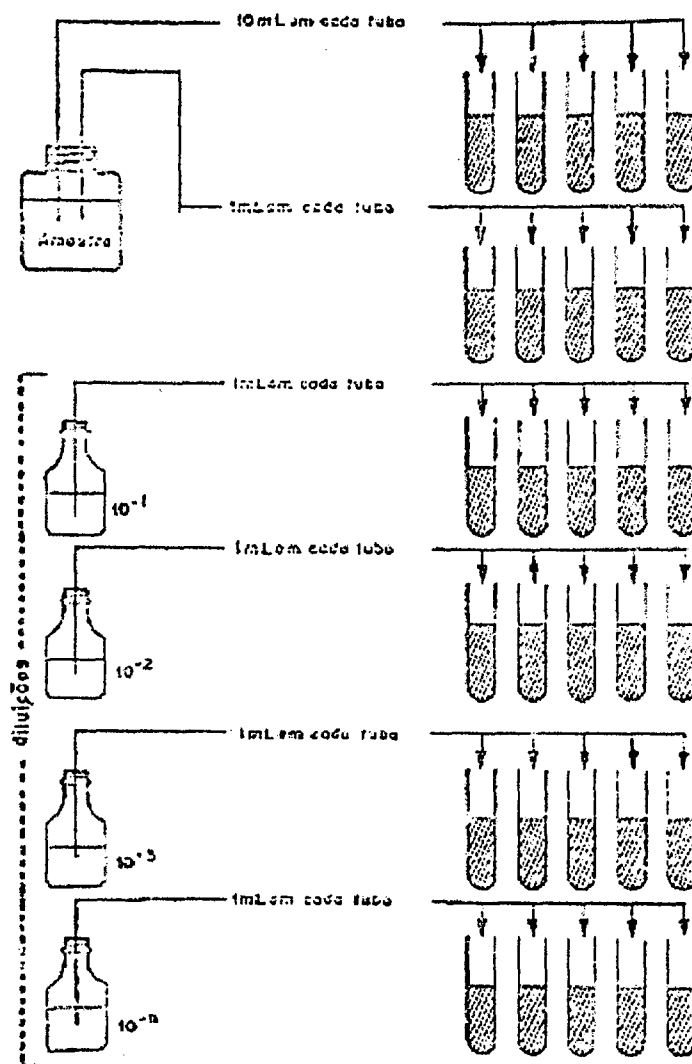 10mL em cada tubo
Amostra
1mL em cada tubo
1mL em cada tubo
10⁻¹
1mL em cada tubo
10⁻²
diluições
1mL em cada tubo
10⁻³
1mL em cada tubo
10⁻ⁿ